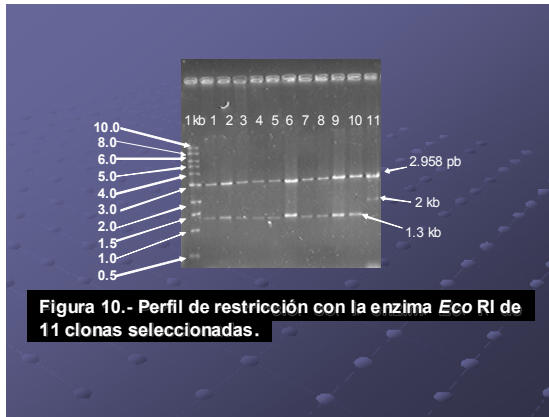 1 kb 1 2 3 4 5 6 7 8 9 10 11
10.0
8.0
6.0
5.0
4.0
3.0
2.0
1.5
1.0
0.5
2.958 pb
2 kb
1.3 kb
Figura 10.- Perfil de restricción con la enzima Eco RI de
11 clonas seleccionadas.